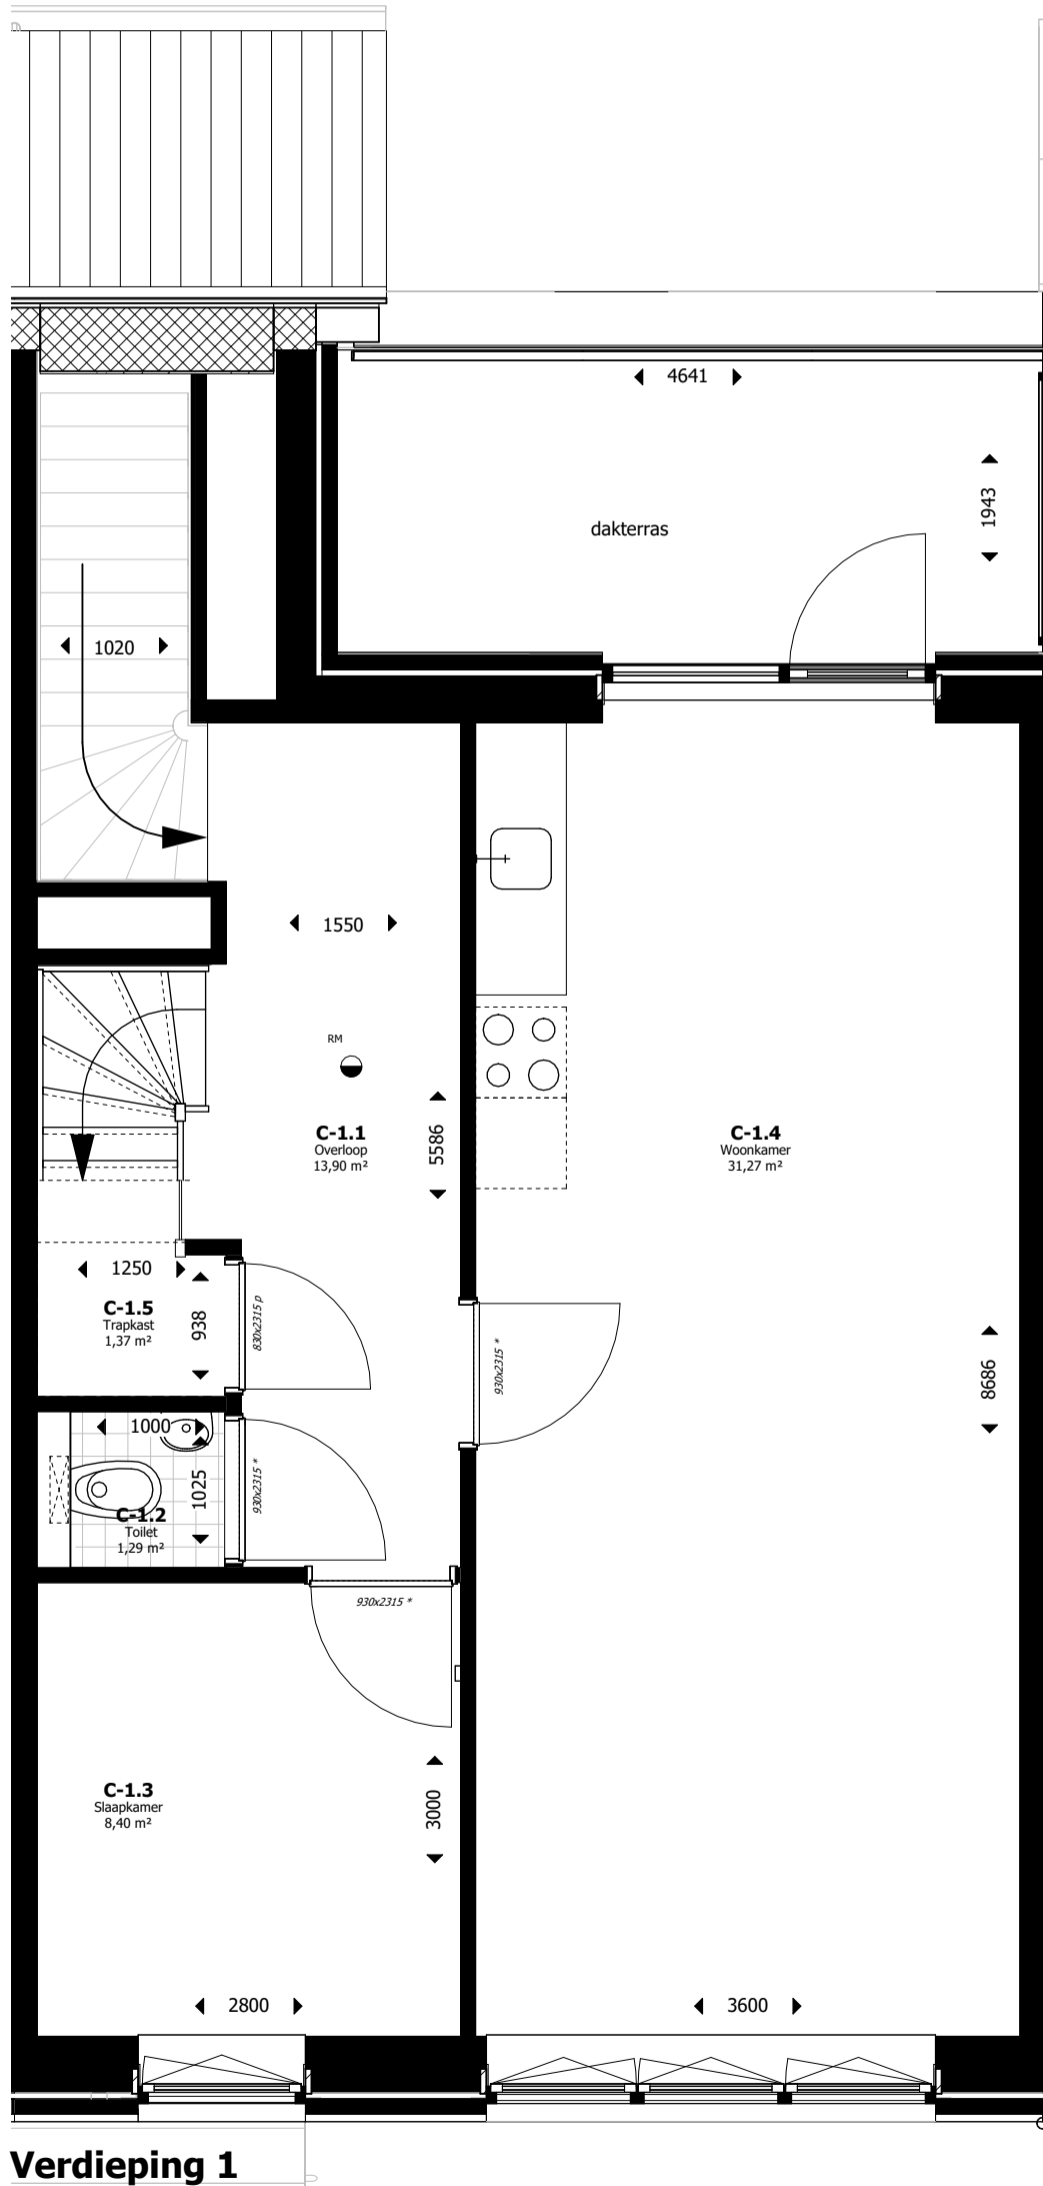 4641
1943
dakterras
1020
1550
RM
C-1.1
Overloop
13,90 m²
5586
C-1.4
Woonkamer
31,27 m²
1250
C-1.5
Trapkast
1,37 m²
938
830x2315 p
930x2315 *
8686
1000
1025
930x2315 *
C-1.2
Toilet
1,29 m²
930x2315 *
C-1.3
Slaapkamer
8,40 m²
3000
2800
3600
Verdieping 1